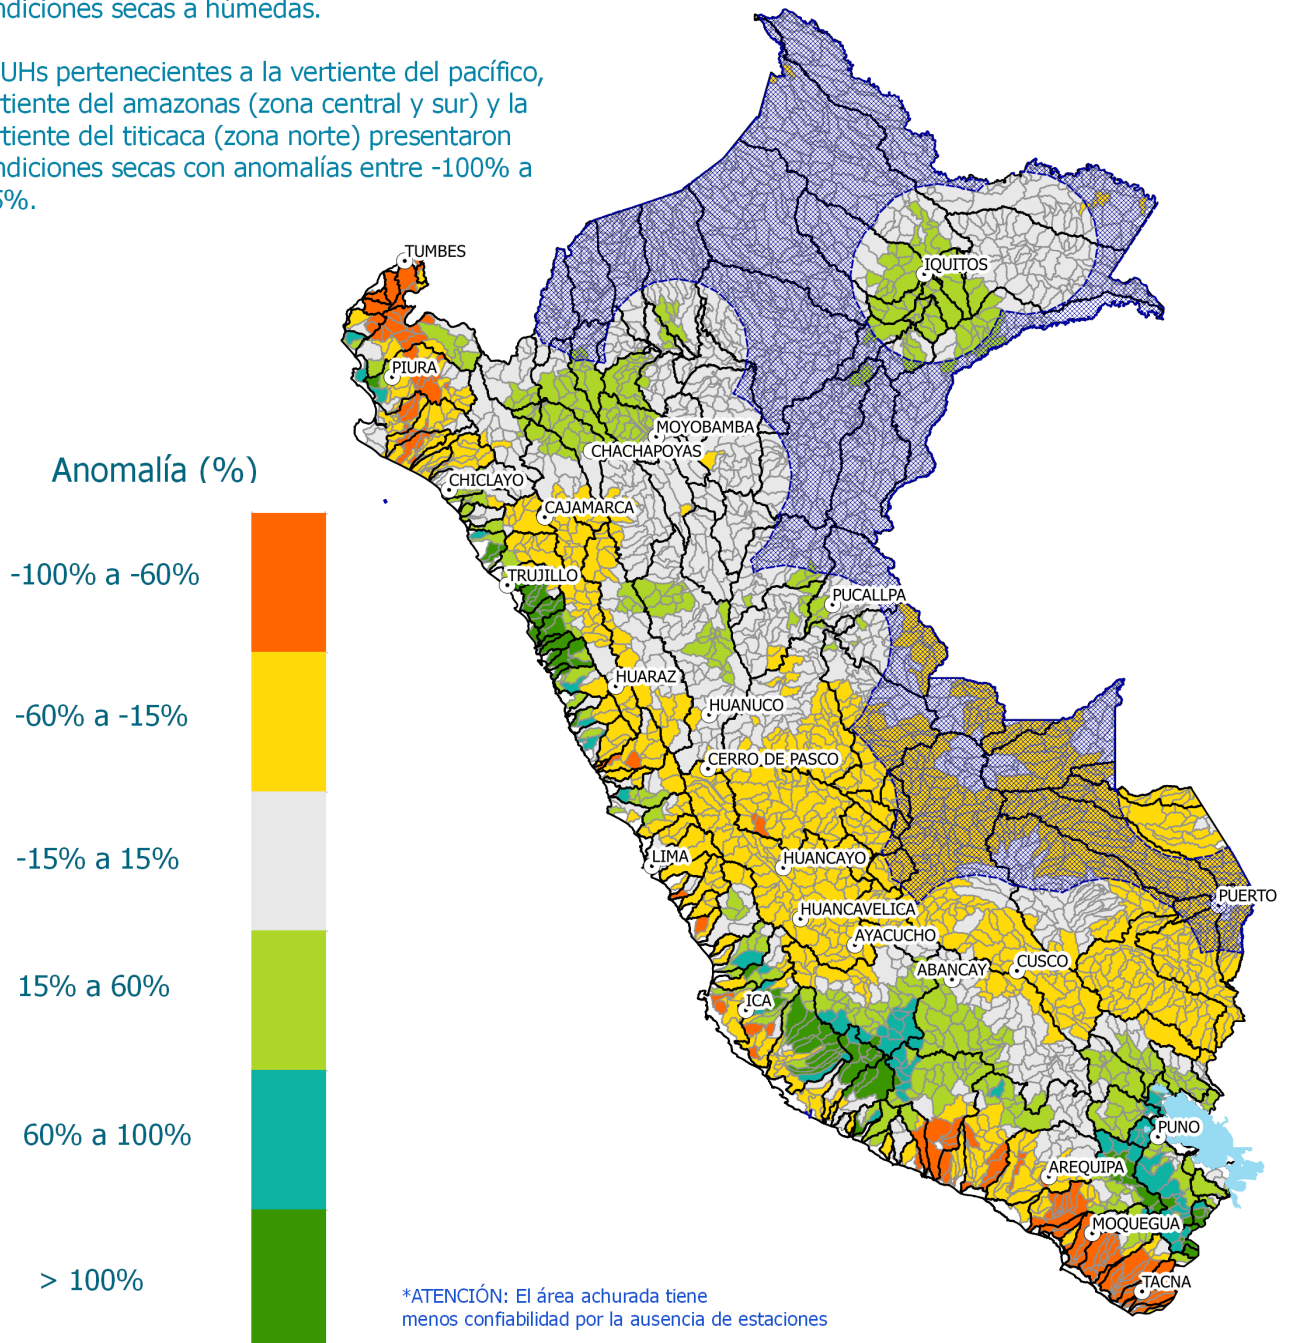 ndiciones secas a húmedas.
UHs pertenecientes a la vertiente del pacífico,
rtiente del amazonas (zona central y sur) y la
rtiente del titicaca (zona norte) presentaron
ndiciones secas con anomalías entre -100% a
5%.
TUMBES
IQUITOS
PIURA
MOYOBAMBA
CHACHAPOYAS
Anomalía (%)
CHICLAYO
CAJAMARCA
-100% a -60%
TRUJILLO
PUCALLPA
HUARAZ
-60% a -15%
HUANUCO
CERRO DE PASCO
-15% a 15%
LIMA
HUANCAYO
PUERTO
HUANCAVELICA
AYACUCHO
CUSCO
ABANCAY
15% a 60%
ICA
60% a 100%
PUNO
AREQUIPA
MOQUEGUA
> 100%
TACNA
*ATENCIÓN: El área achurada tiene
menos confiabilidad por la ausencia de estaciones